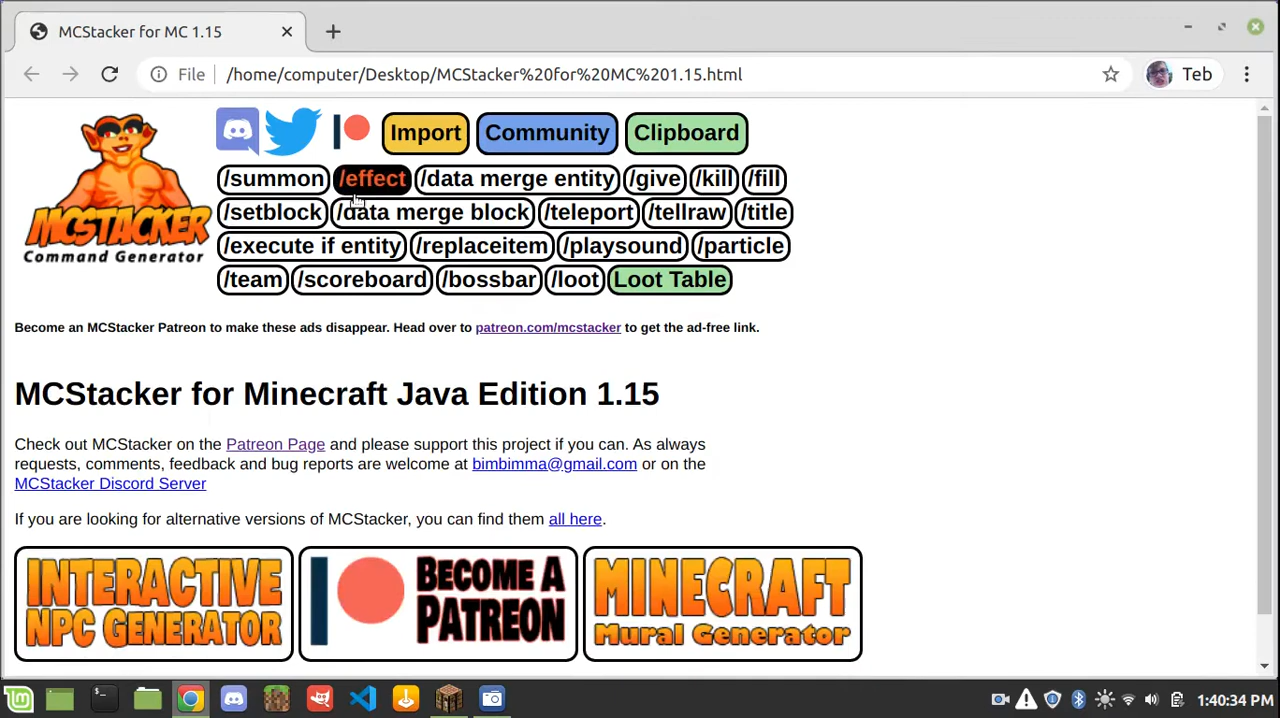 MCStacker for MC 1.15
File /home/computer/Desktop/MCStacker%20for%20MC%201.15.html
Teb
Import Community Clipboard
/summon /effect /data merge entity /give /kill /fill
/setblock /data merge block /teleport /tellraw /title
/execute if entity /replaceitem /playsound /particle
/team /scoreboard /bossbar /loot Loot Table
MCSTACKER
Command Generator
Become an MCStacker Patreon to make these ads disappear. Head over to patreon.com/mcstacker to get the ad-free link.
MCStacker for Minecraft Java Edition 1.15
Check out MCStacker on the Patreon Page and please support this project if you can. As always
requests, comments, feedback and bug reports are welcome at bimbimma@gmail.com or on the
MCStacker Discord Server
If you are looking for alternative versions of MCStacker, you can find them all here.
INTERACTIVE
NPC GENERATOR
BECOME A
PATREON
MINECRAFT
Mural Generator
1:40:34 PM